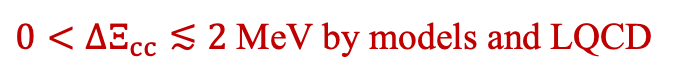 0 < ΔΞcc ≲ 2 MeV by models and LQCD